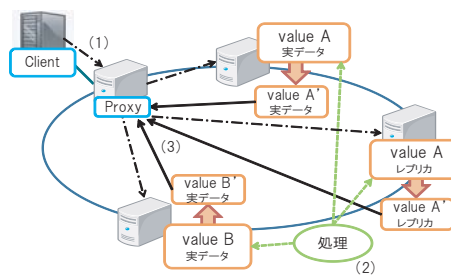 (1)
Client
Proxy
value A
実データ
value A'
実データ
value A
レプリカ
value A'
レプリカ
(3)
value B'
実データ
value B
実データ
処理
(2)